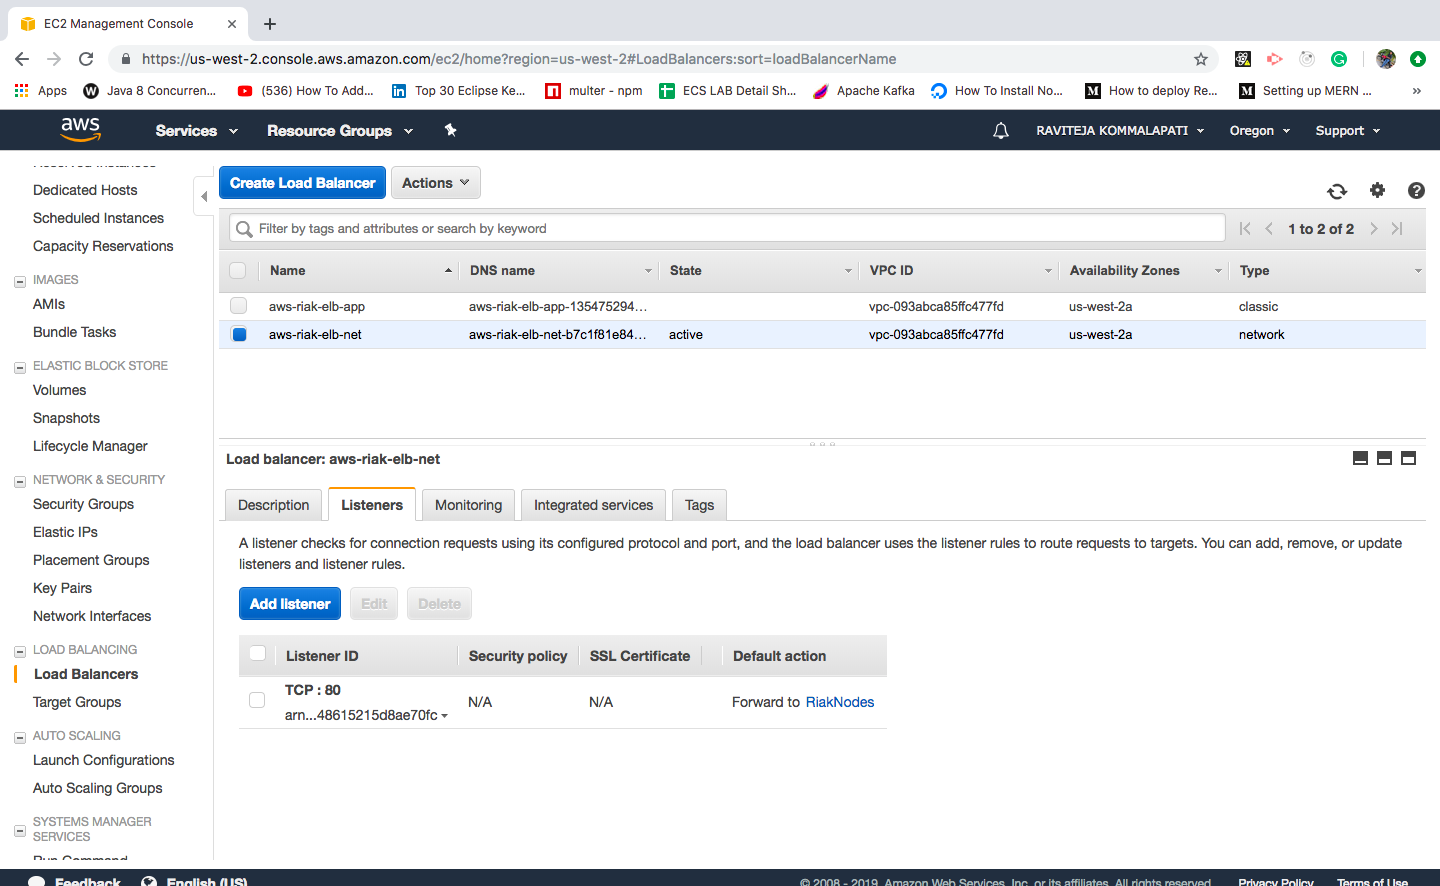 EC2 Management Console
https://us-west-2.console.aws.amazon.com/ec2/home?region=us-west-2#LoadBalancers:sort=loadBalancerName
Apps
Java 8 Concurren...
(536) How To Add...
Top 30 Eclipse Ke...
multer - npm
ECS LAB Detail Sh...
Apache Kafka
How To Install No...
How to deploy Re...
Setting up MERN ...
aws
Services
Resource Groups
RAVITEJA KOMMALAPATI
Oregon
Support
Reserved Instances
Dedicated Hosts
Scheduled Instances
Capacity Reservations
IMAGES
AMIs
Bundle Tasks
ELASTIC BLOCK STORE
Volumes
Snapshots
Lifecycle Manager
NETWORK & SECURITY
Security Groups
Elastic IPs
Placement Groups
Key Pairs
Network Interfaces
LOAD BALANCING
Load Balancers
Target Groups
AUTO SCALING
Launch Configurations
Auto Scaling Groups
SYSTEMS MANAGER
SERVICES
Run Command
Create Load Balancer
Actions
Filter by tags and attributes or search by keyword
1 to 2 of 2
Name DNS name State VPC ID Availability Zones Type
aws-riak-elb-app aws-riak-elb-app-135475294... vpc-093abca85ffc477fd us-west-2a classic
aws-riak-elb-net aws-riak-elb-net-b7c1f81e84... active vpc-093abca85ffc477fd us-west-2a network
Load balancer: aws-riak-elb-net
Description
Listeners
Monitoring
Integrated services
Tags
A listener checks for connection requests using its configured protocol and port, and the load balancer uses the listener rules to route requests to targets. You can add, remove, or update
listeners and listener rules.
Add listener
Edit
Delete
Listener ID Security policy SSL Certificate Default action
TCP : 80
arn...48615215d8ae70fc
N/A
N/A
Forward to RiakNodes
Feedback
English (US)
© 2008 - 2019, Amazon Web Services, Inc. or its affiliates. All rights reserved.
Privacy Policy
Terms of Use